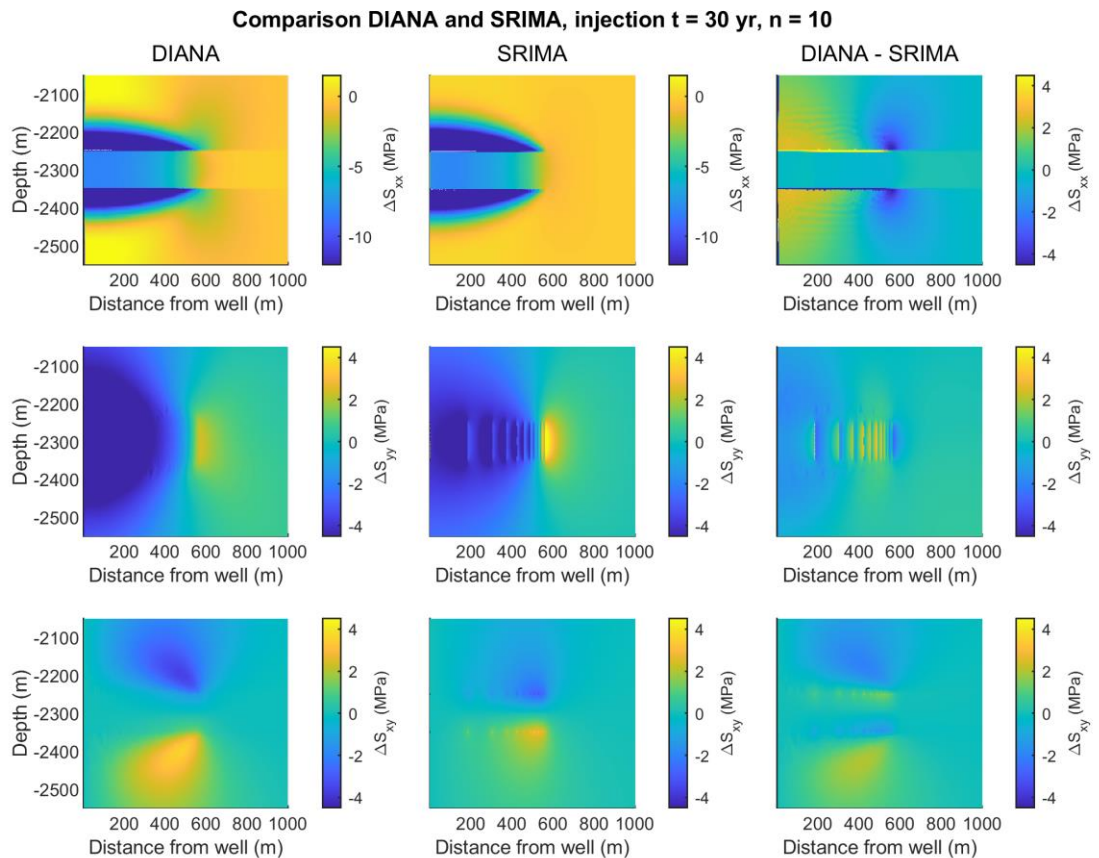 Comparison DIANA and SRIMA, injection t = 30 yr, n = 10
DIANA
SRIMA
DIANA - SRIMA
Depth (m)
-2100
-2200
-2300
-2400
-2500
200 400 600 800 1000
Distance from well (m)
0
-5
-10
ΔS_xx (MPa)
200 400 600 800 1000
Distance from well (m)
0
-5
-10
ΔS_xx (MPa)
200 400 600 800 1000
Distance from well (m)
4
2
0
-2
-4
ΔS_xx (MPa)
Depth (m)
-2100
-2200
-2300
-2400
-2500
200 400 600 800 1000
Distance from well (m)
4
2
0
-2
-4
ΔS_yy (MPa)
200 400 600 800 1000
Distance from well (m)
4
2
0
-2
-4
ΔS_yy (MPa)
200 400 600 800 1000
Distance from well (m)
4
2
0
-2
-4
ΔS_yy (MPa)
Depth (m)
-2100
-2200
-2300
-2400
-2500
200 400 600 800 1000
Distance from well (m)
4
2
0
-2
-4
ΔS_xy (MPa)
200 400 600 800 1000
Distance from well (m)
4
2
0
-2
-4
ΔS_xy (MPa)
200 400 600 800 1000
Distance from well (m)
4
2
0
-2
-4
ΔS_xy (MPa)